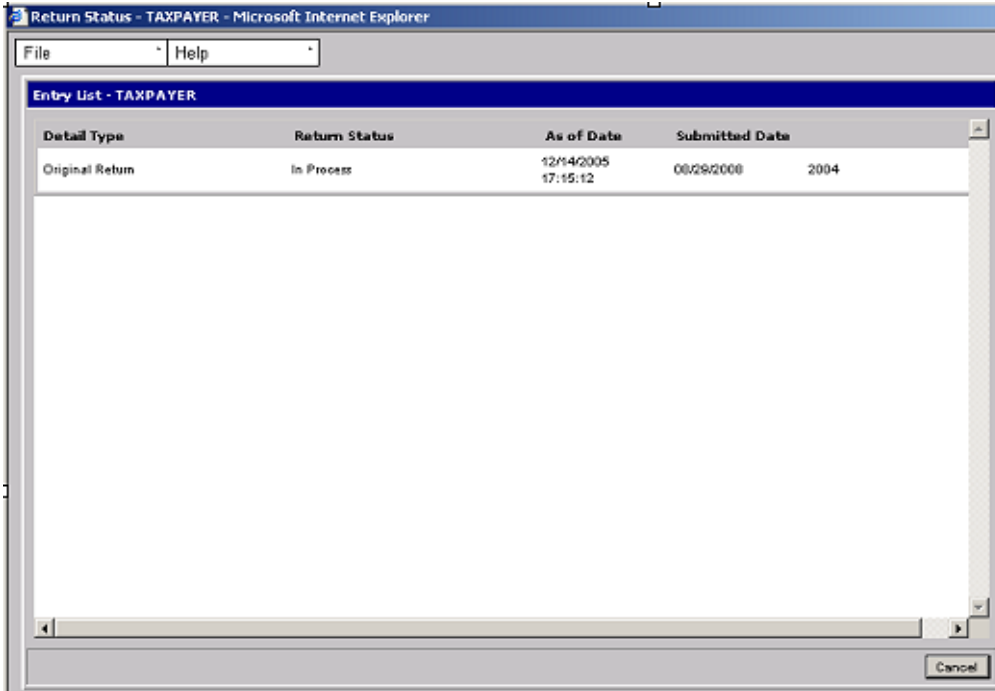 Return Status - TAXPAYER - Microsoft Internet Explorer
File Help
Entry List - TAXPAYER
Detail Type Return Status As of Date Submitted Date
Original Return In Process 12/14/2005 17:15:12 08/29/2008 2004
Cancel